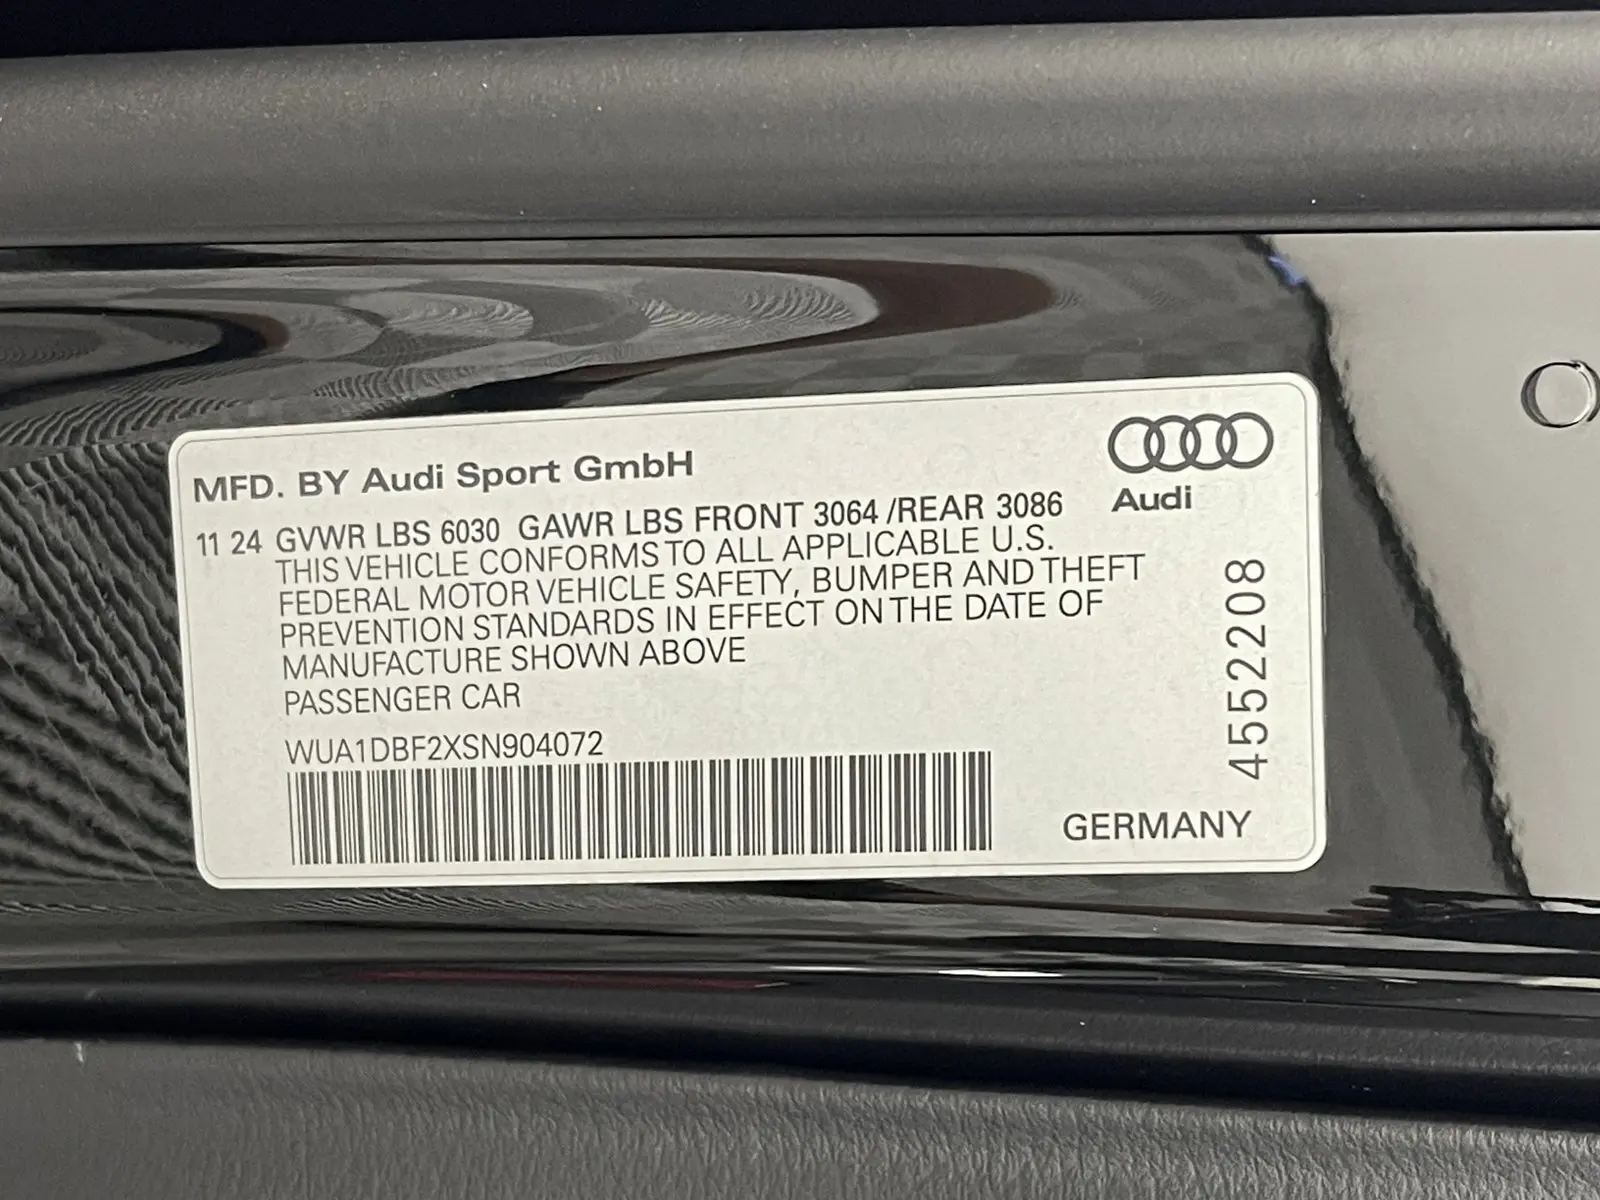 MFD. BY Audi Sport GmbH
Audi
11 24 GVWR LBS 6030 GAWR LBS FRONT 3064 /REAR 3086
THIS VEHICLE CONFORMS TO ALL APPLICABLE U.S.
FEDERAL MOTOR VEHICLE SAFETY, BUMPER AND THEFT
PREVENTION STANDARDS IN EFFECT ON THE DATE OF
MANUFACTURE SHOWN ABOVE
PASSENGER CAR
WUA1DBF2XSN904072
4552208
GERMANY